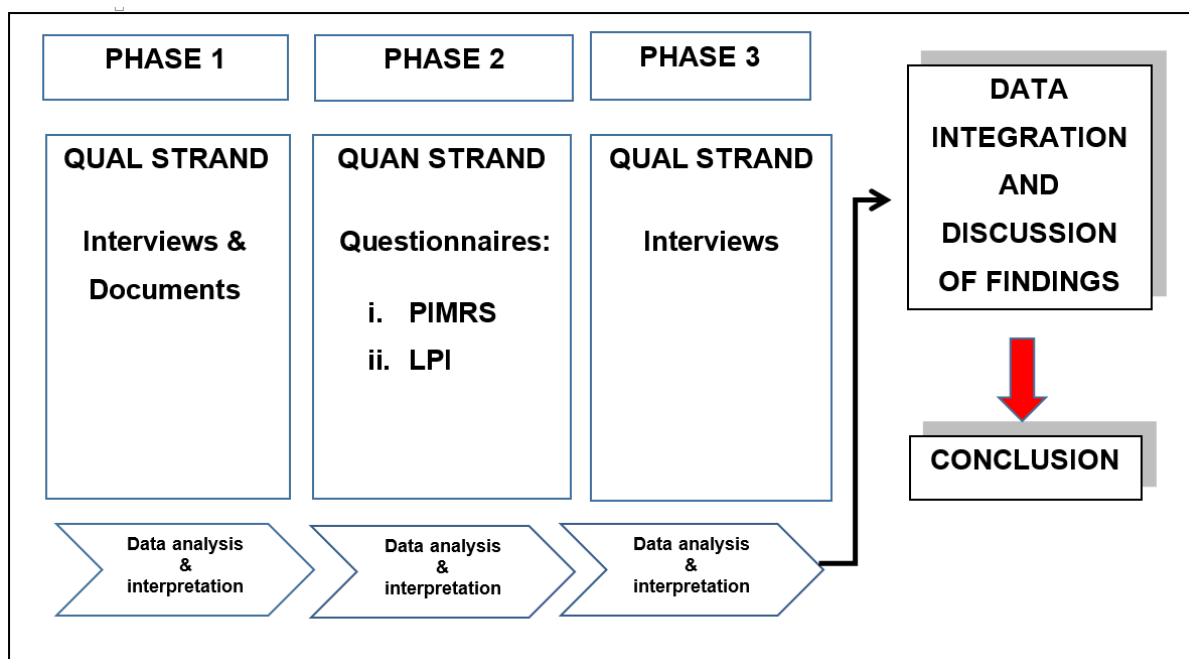 PHASE 1
PHASE 2
PHASE 3
QUAL STRAND
Interviews &
Documents
QUAN STRAND
Questionnaires:
i. PIMRS
ii. LPI
QUAL STRAND
Interviews
Data analysis
&
interpretation
Data analysis
&
interpretation
Data analysis
&
interpretation
DATA
INTEGRATION
AND
DISCUSSION
OF FINDINGS
CONCLUSION